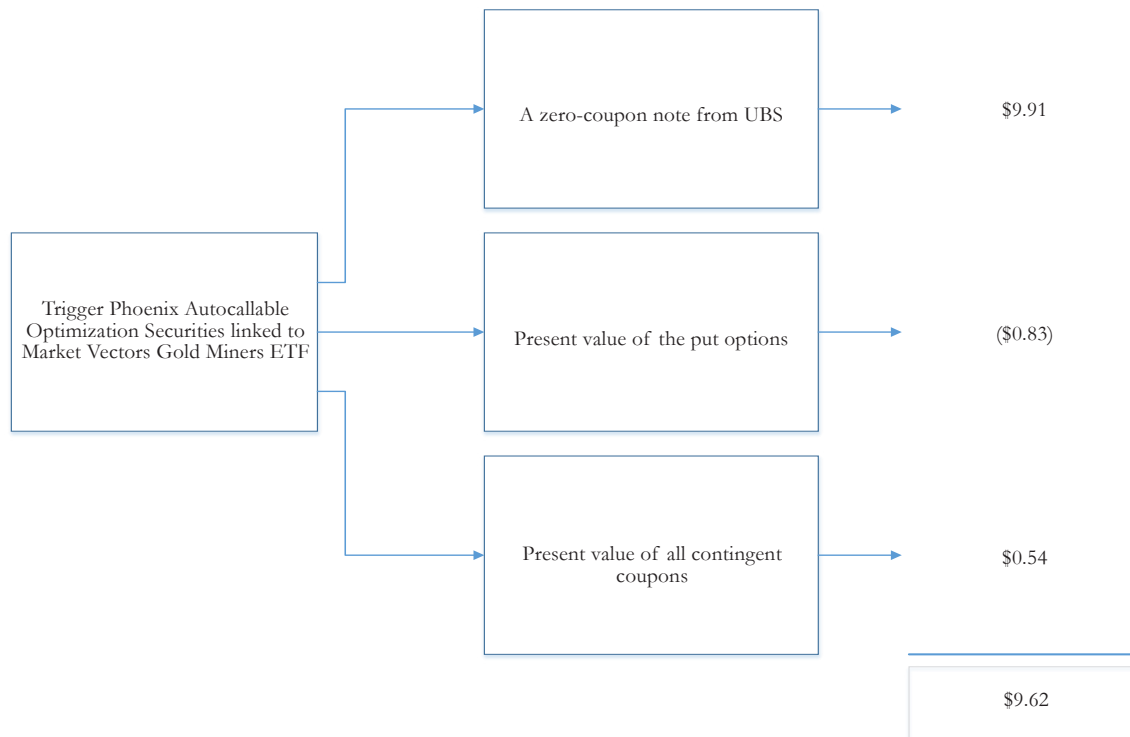 A zero-coupon note from UBS
$9.91
Trigger Phoenix Autocallable
Optimization Securities linked to
Market Vectors Gold Miners ETF
Present value of the put options
($0.83)
Present value of all contingent
coupons
$0.54
$9.62